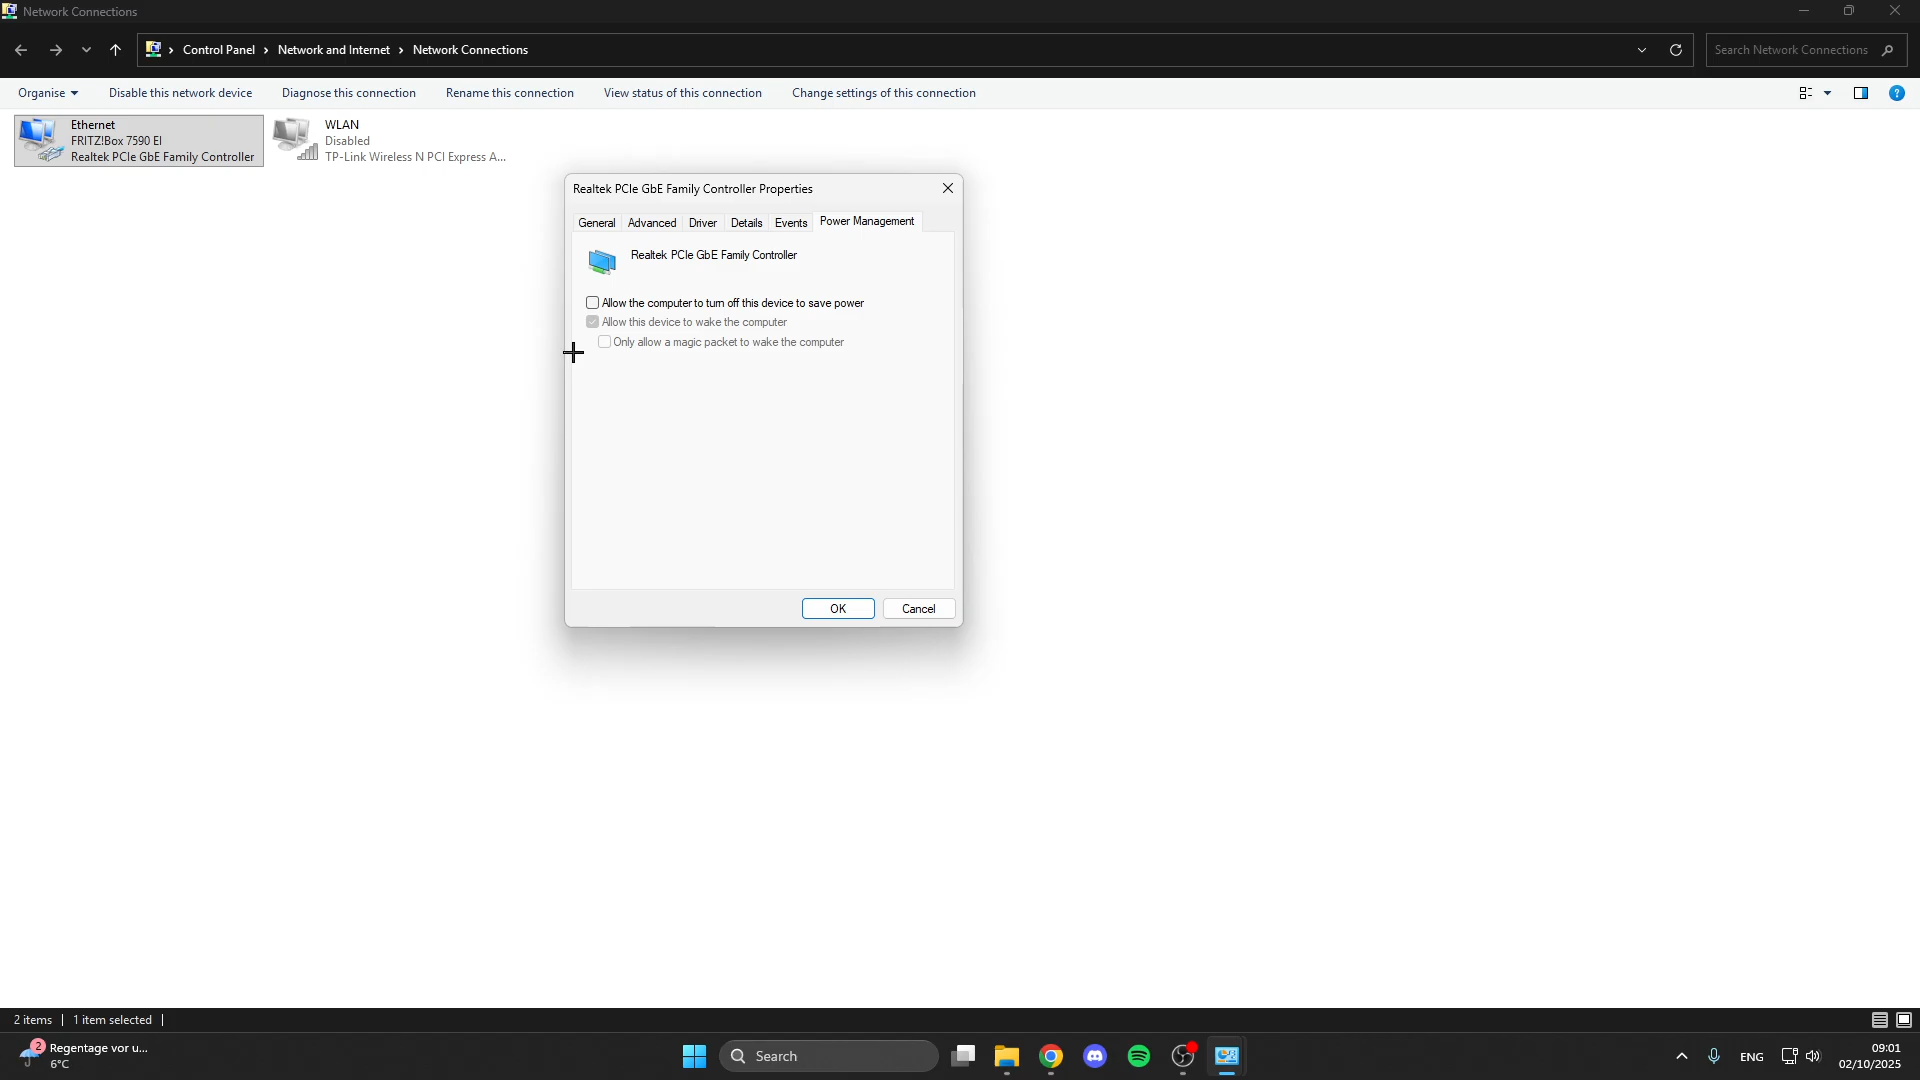 Network Connections
Control Panel > Network and Internet > Network Connections
Search Network Connections
Organise
Disable this network device
Diagnose this connection
Rename this connection
View status of this connection
Change settings of this connection
Ethernet
FRITZ!Box 7590 EI
Realtek PCIe GbE Family Controller
WLAN
Disabled
TP-Link Wireless N PCI Express A...
Realtek PCIe GbE Family Controller Properties
General
Advanced
Driver
Details
Events
Power Management
Realtek PCIe GbE Family Controller
Allow the computer to turn off this device to save power
Allow this device to wake the computer
Only allow a magic packet to wake the computer
OK
Cancel
2 items
1 item selected
2
Regentage vor u...
6°C
Search
ENG
09:01
02/10/2025